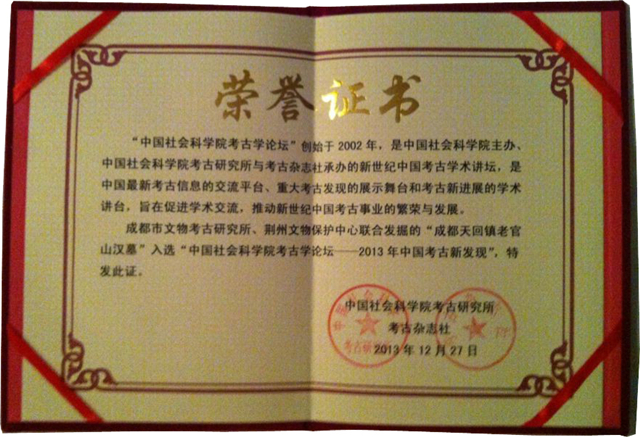 荣誉证书
“中国社会科学院考古学论坛”创始于2002年，是中国社会科学院主办、
中国社会科学院考古研究所与考古杂志社承办的新世纪中国考古学术讲坛，是
中国最新考古信息的交流平台、重大考古发现的展示舞台和考古新进展的学术
讲台，旨在促进学术交流，推动新世纪中国考古事业的繁荣与发展。
成都市文物考古研究所、荆州文物保护中心联合发掘的“成都天回镇老官
山汉墓”入选“中国社会科学院考古学论坛——2013年中国考古新发现”，特
发此证。
中国社会科学院考古研究所
考古杂志社
2013年12月27日